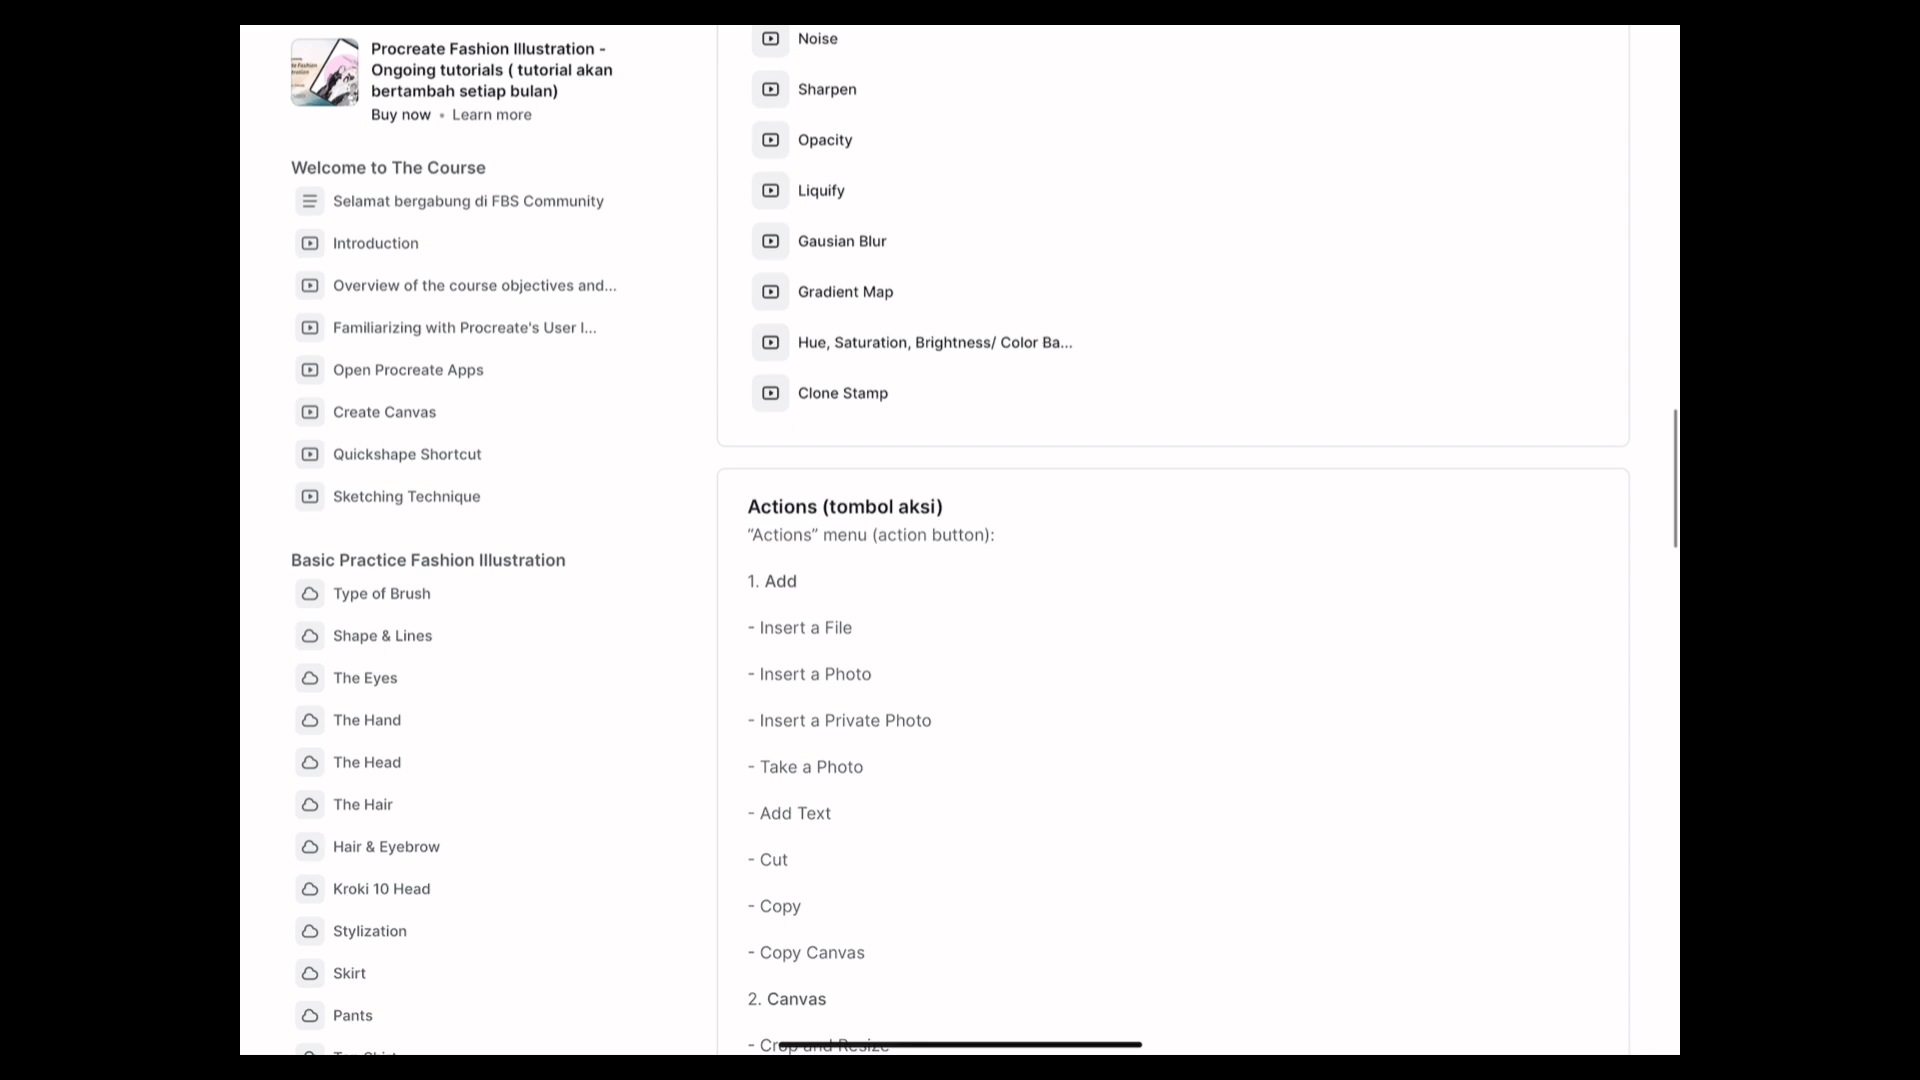 Procreate Fashion Illustration -
Ongoing tutorials ( tutorial akan
bertambah setiap bulan)
Buy now • Learn more
Welcome to The Course
Selamat bergabung di FBS Community
Introduction
Overview of the course objectives and...
Familiarizing with Procreate's User I...
Open Procreate Apps
Create Canvas
Quickshape Shortcut
Sketching Technique
Basic Practice Fashion Illustration
Type of Brush
Shape & Lines
The Eyes
The Hand
The Head
The Hair
Hair & Eyebrow
Kroki 10 Head
Stylization
Skirt
Pants
Noise
Sharpen
Opacity
Liquify
Gausian Blur
Gradient Map
Hue, Saturation, Brightness/ Color Ba...
Clone Stamp
Actions (tombol aksi)
“Actions” menu (action button):
1. Add
- Insert a File
- Insert a Photo
- Insert a Private Photo
- Take a Photo
- Add Text
- Cut
- Copy
- Copy Canvas
2. Canvas
- Crop and Resize